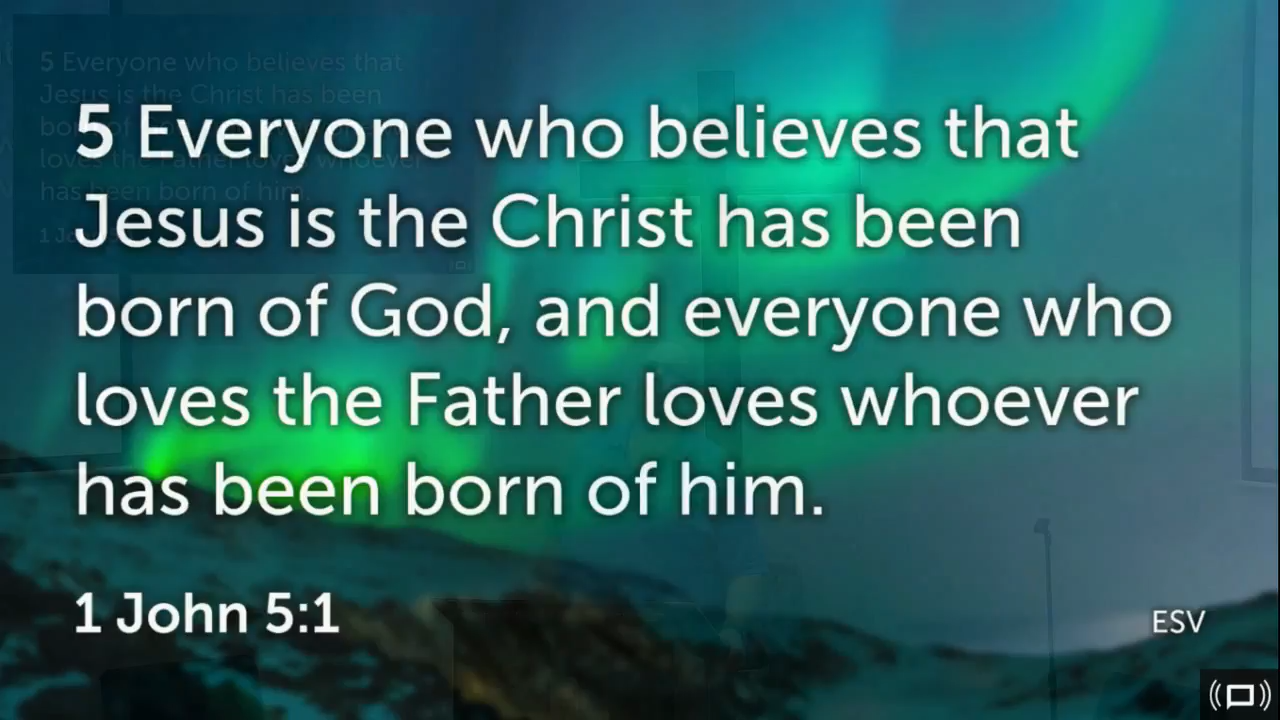 5 Everyone who believes that
Jesus is the Christ has been
born of God, and everyone who
loves the Father loves whoever
has been born of him.
1 John 5:1
ESV